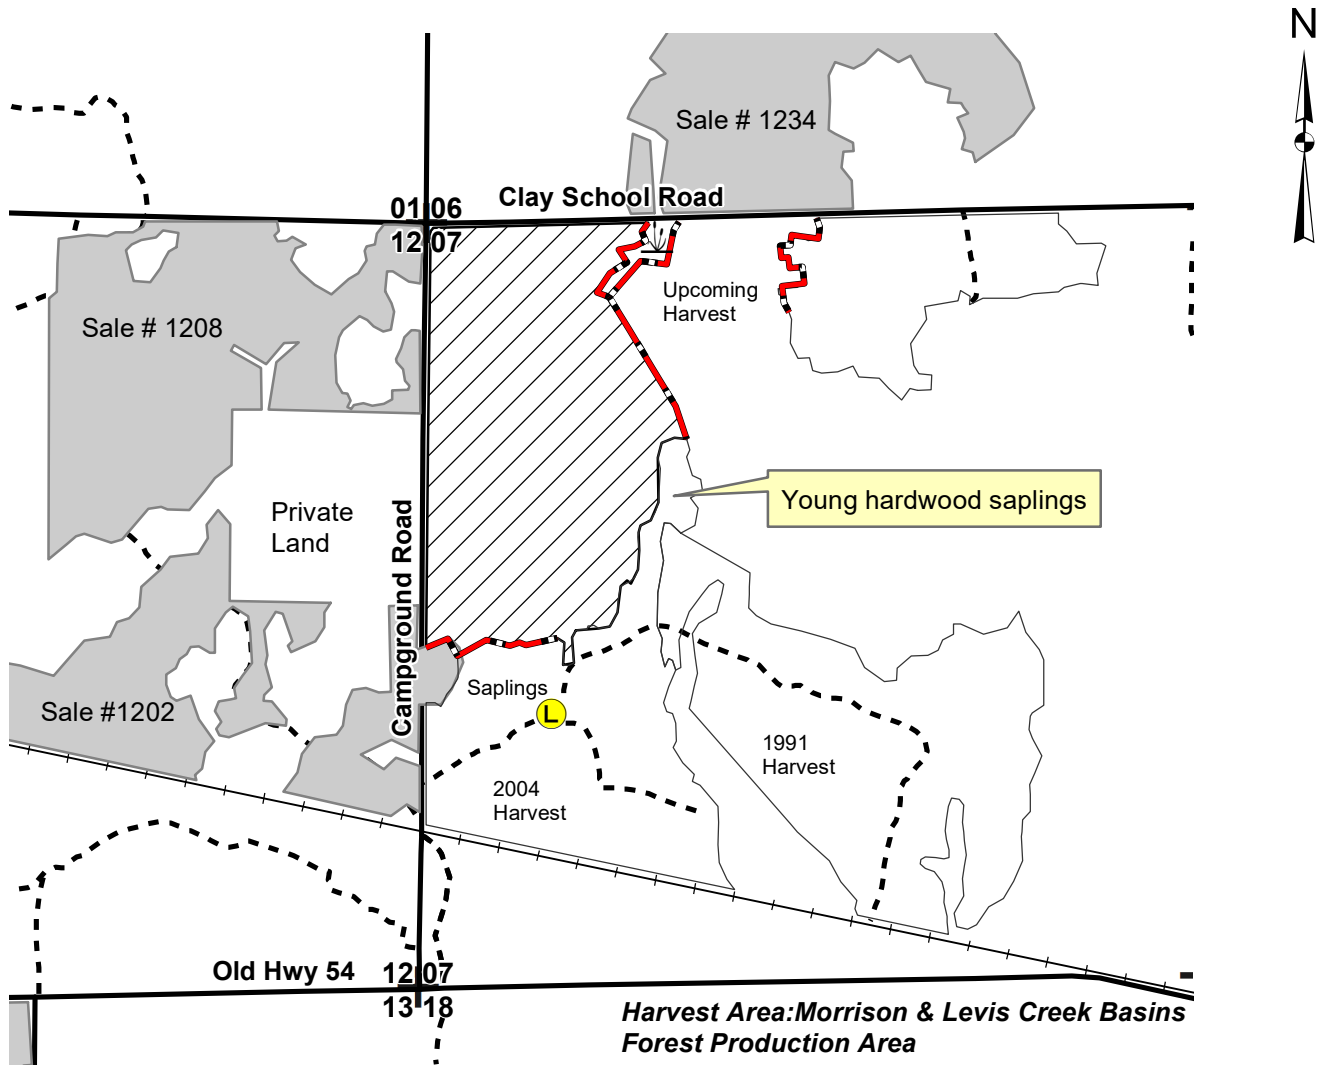 N
Sale # 1234
Clay School Road
01 06
12 07
Upcoming
Harvest
Sale # 1208
Young hardwood saplings
Private
Land
Campground Road
Saplings
Sale #1202
L
1991
Harvest
2004
Harvest
Old Hwy 54
12 07
13 18
Harvest Area:Morrison & Levis Creek Basins
Forest Production Area